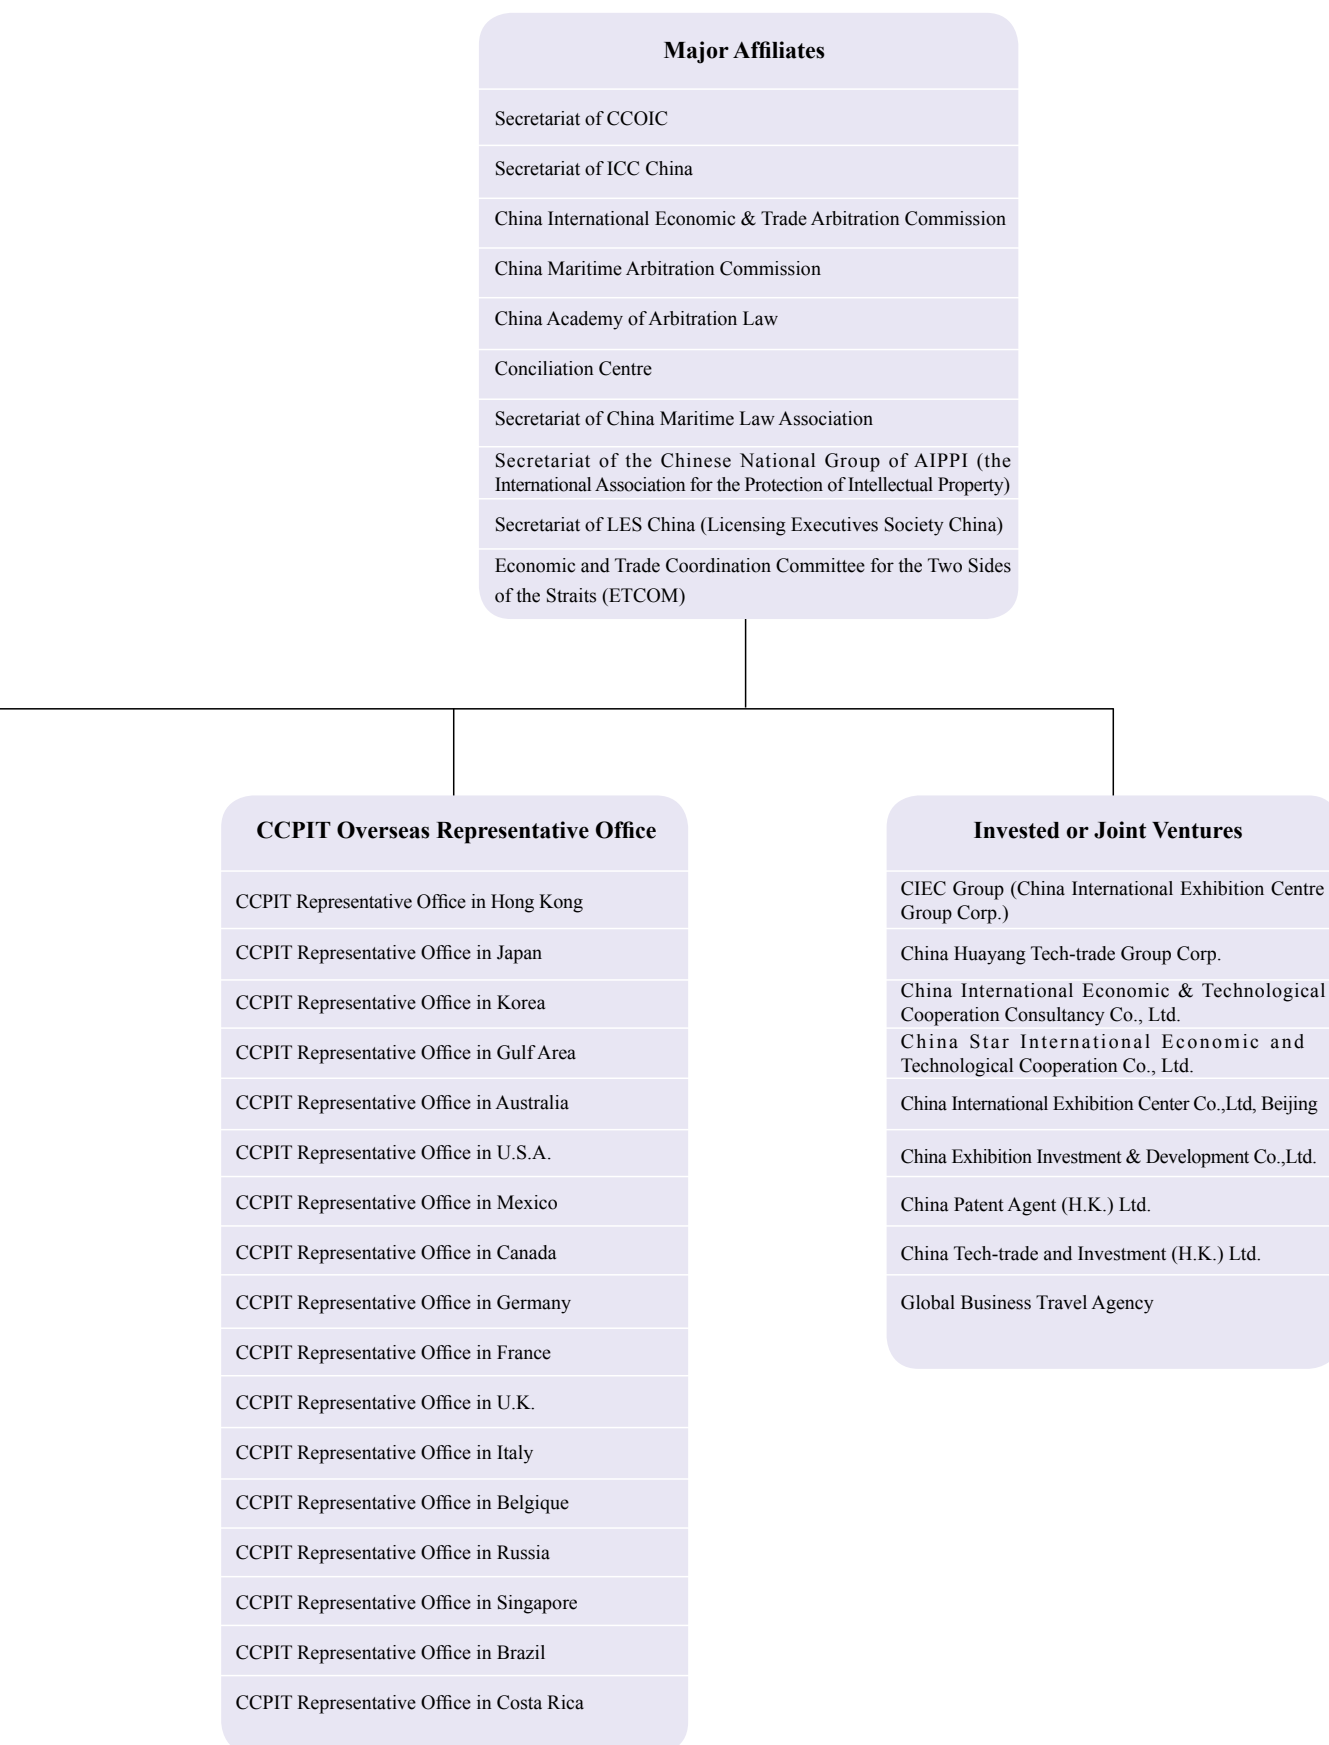 Major Affiliates
Secretariat of CCOIC
Secretariat of ICC China
China International Economic & Trade Arbitration Commission
China Maritime Arbitration Commission
China Academy of Arbitration Law
Conciliation Centre
Secretariat of China Maritime Law Association
Secretariat of the Chinese National Group of AIPPI (the
International Association for the Protection of Intellectual Property)
Secretariat of LES China (Licensing Executives Society China)
Economic and Trade Coordination Committee for the Two Sides
of the Straits (ETCOM)
CCPIT Overseas Representative Office
CCPIT Representative Office in Hong Kong
CCPIT Representative Office in Japan
CCPIT Representative Office in Korea
CCPIT Representative Office in Gulf Area
CCPIT Representative Office in Australia
CCPIT Representative Office in U.S.A.
CCPIT Representative Office in Mexico
CCPIT Representative Office in Canada
CCPIT Representative Office in Germany
CCPIT Representative Office in France
CCPIT Representative Office in U.K.
CCPIT Representative Office in Italy
CCPIT Representative Office in Belgique
CCPIT Representative Office in Russia
CCPIT Representative Office in Singapore
CCPIT Representative Office in Brazil
CCPIT Representative Office in Costa Rica
Invested or Joint Ventures
CIEC Group (China International Exhibition Centre
Group Corp.)
China Huayang Tech-trade Group Corp.
China International Economic & Technological
Cooperation Consultancy Co., Ltd.
China Star International Economic and
Technological Cooperation Co., Ltd.
China International Exhibition Center Co.,Ltd, Beijing
China Exhibition Investment & Development Co.,Ltd.
China Patent Agent (H.K.) Ltd.
China Tech-trade and Investment (H.K.) Ltd.
Global Business Travel Agency